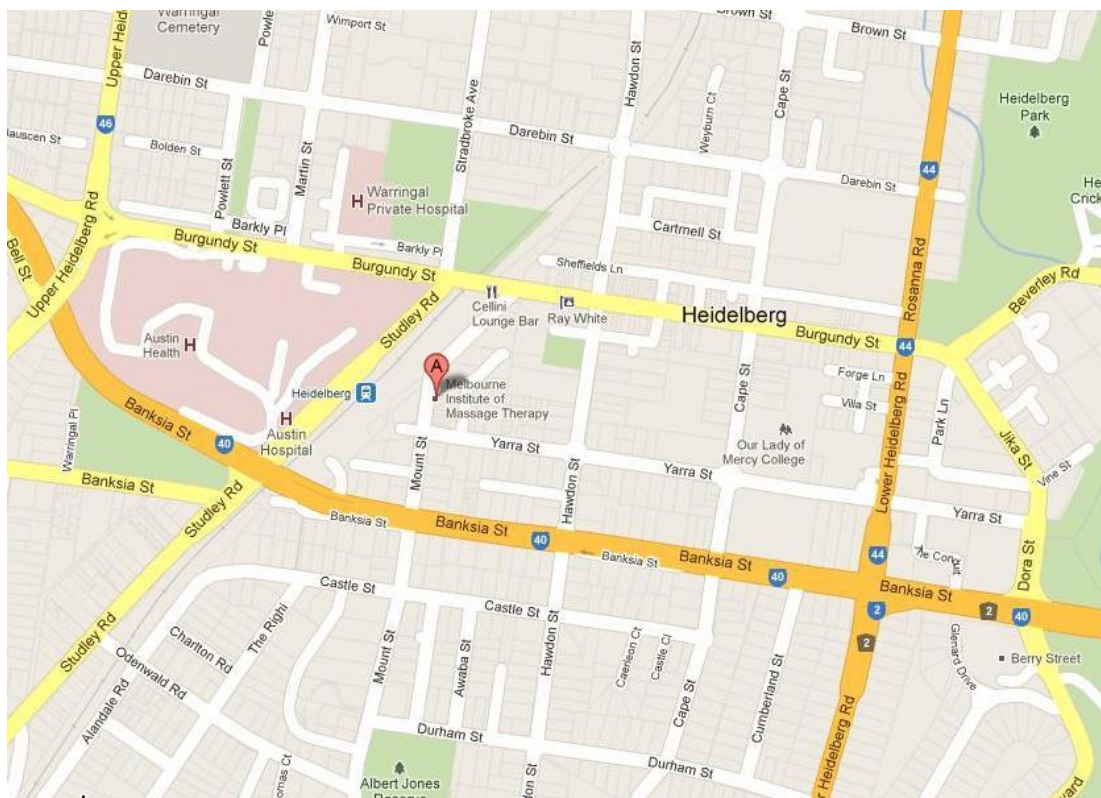 Warringal
Cemetery
Wimport St
Brown St
Brown St
Upper Heid
Darebin St
Stradbroke Ave
Hawdon St
Cape St
Weyburn Ct
Heidelberg
Park
46
Bolden St
Powlett St
Martin St
Darebin St
44
Darebin St
H
Warringal
Private Hospital
Upper Heidelberg Rd
Barkly Pl
Barkly Pl
Cartmell St
Rosanna Rd
Bell St
Burgundy St
Burgundy St
Sheffields Ln
Beverley Rd
Studley Rd
Cellini
Lounge Bar
Ray White
Heidelberg
Burgundy St
44
Austin
Health
H
A
Heidelberg
Melbourne
Institute of
Massage Therapy
Cape St
Forge Ln
Villa St
Park Ln
Lower Heidelberg Rd
Jika St
Warringal Pl
Banksia St
40
H
Austin
Hospital
Mount St
Yarra St
Hawdon St
Our Lady of
Mercy College
Yarra St
Vine St
Banksia St
Studley Rd
Banksia St
Banksia St
40
Banksia St
Banksia St
40
44
Yarra St
The Conduit
Dora St
Banksia St
2
2
40
Castle St
Castle St
The Righi
Charlton Rd
Odenwald Rd
Studley Rd
Alandale Rd
Mount St
Awaba St
Hawdon St
Caerleon Ct
Castle Ct
Cape St
Cumberland St
2
Glenard Drive
Berry Street
Durham St
Durham St
Albert Jones
Reserve
Heidelberg Rd